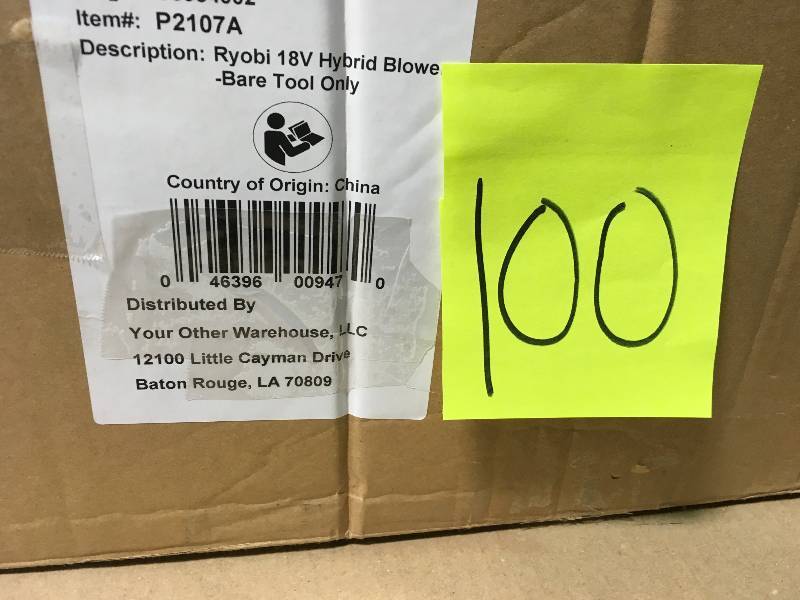 Item#: P2107A
Description: Ryobi 18V Hybrid Blowe
-Bare Tool Only
Country of Origin: China
0 46396 00947 0
Distributed By
Your Other Warehouse, LLC
12100 Little Cayman Drive
Baton Rouge, LA 70809
100